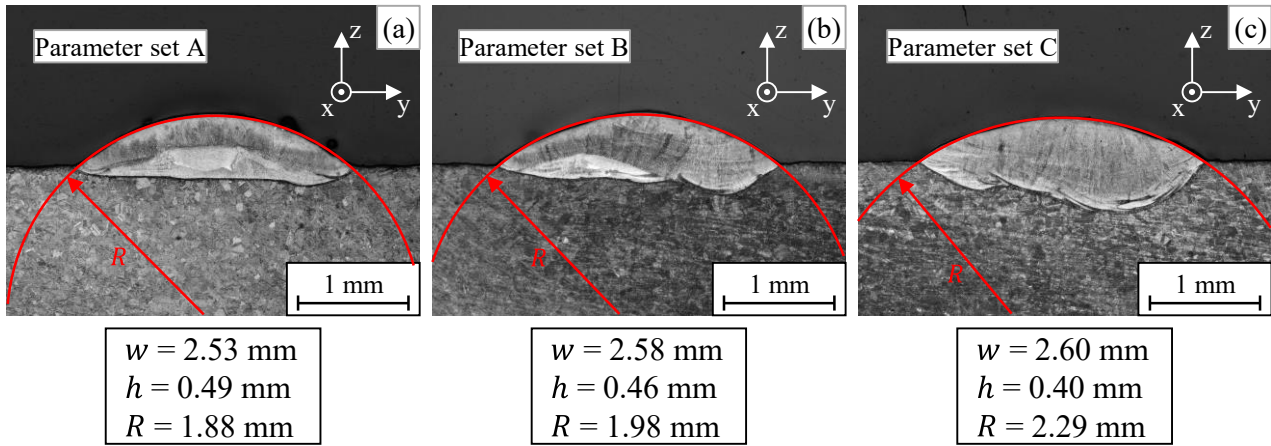 Parameter set A
(a)
z
x
y
R
1 mm
w = 2.53 mm
h = 0.49 mm
R = 1.88 mm
Parameter set B
(b)
z
x
y
R
1 mm
w = 2.58 mm
h = 0.46 mm
R = 1.98 mm
Parameter set C
(c)
z
x
y
R
1 mm
w = 2.60 mm
h = 0.40 mm
R = 2.29 mm